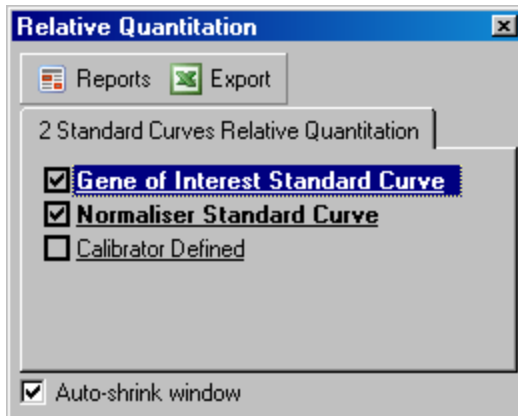 Relative Quantitation
Reports Export
2 Standard Curves Relative Quantitation
Gene of Interest Standard Curve
Normaliser Standard Curve
Calibrator Defined
Auto-shrink window